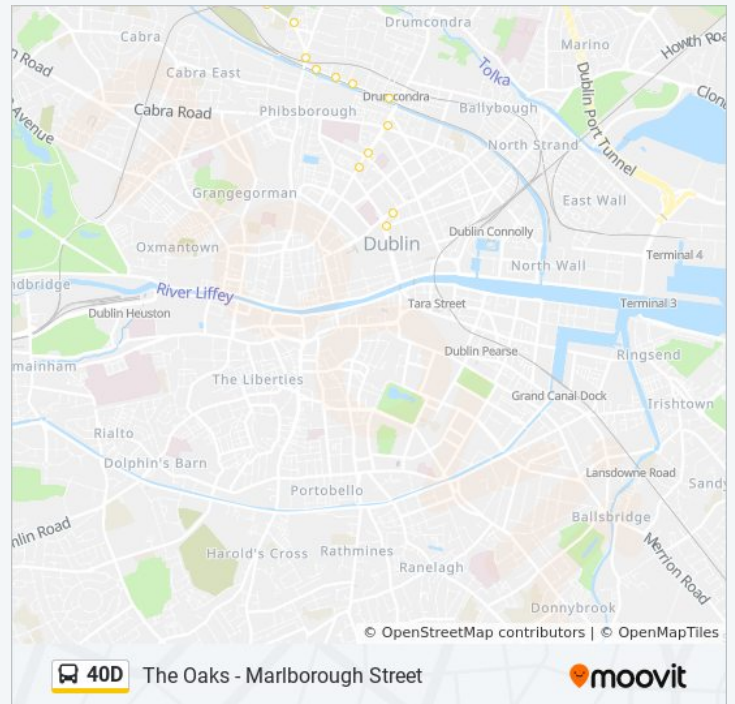 Drumcondra
Cabra
Marino
Howth Roa
n Road
Tolka
Cabra East
Drumcondra
Clont
Avenue
Cabra Road
Phibsborough
Ballybough
Dublin Port Tunnel
North Strand
Grangegorman
East Wall
Oxmantown
Dublin
Dublin Connolly
Terminal 4
North Wall
ndbridge
River Liffey
Tara Street
Terminal 3
Dublin Heuston
Dublin Pearse
Ringsend
mainham
The Liberties
Grand Canal Dock
Irishtown
Rialto
Dolphin's Barn
Lansdowne Road
Sandy
Portobello
Ballsbridge
mlin Road
Harold's Cross
Rathmines
Merrion Road
Ranelagh
Donnybrook
© OpenStreetMap contributors | © OpenMapTiles
40D The Oaks - Marlborough Street
moovit